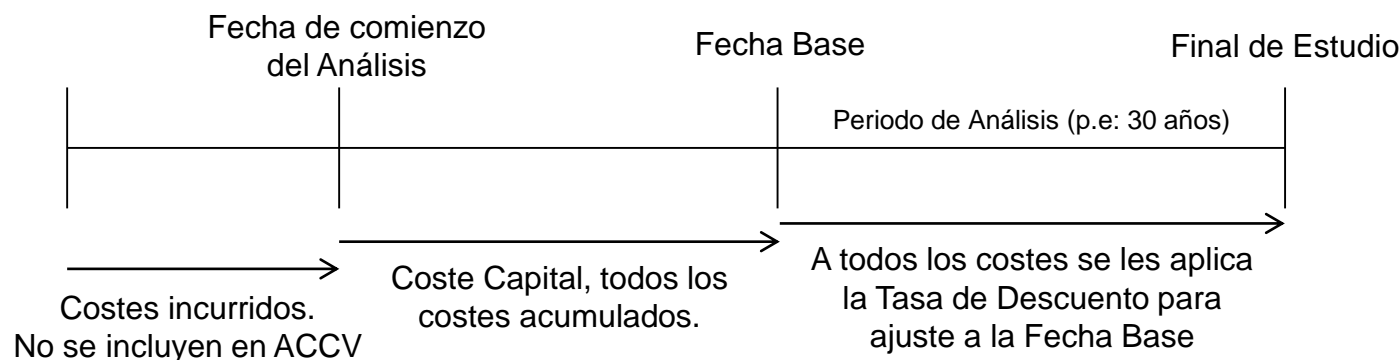 Fecha de comienzo
del Análisis
Fecha Base
Final de Estudio
Periodo de Análisis (p.e: 30 años)
Costes incurridos.
No se incluyen en ACCV
Coste Capital, todos los
costes acumulados.
A todos los costes se les aplica
la Tasa de Descuento para
ajuste a la Fecha Base